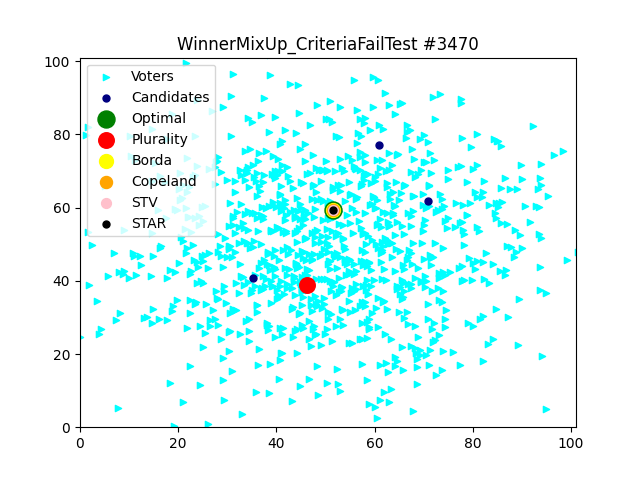 WinnerMixUp_CriteriaFailTest #3470
100
80
60
40
20
0
Voters
Candidates
Optimal
Plurality
Borda
Copeland
STV
STAR
0 20 40 60 80 100